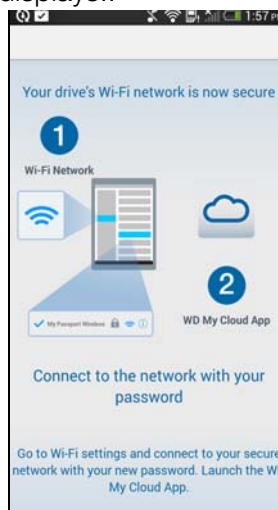 displayed.
1:57 PM
Your drive's Wi-Fi network is now secure
1
Wi-Fi Network
My Passport Wireless
2
WD My Cloud App
Connect to the network with your
password
Go to Wi-Fi settings and connect to your secure
network with your new password. Launch the W
My Cloud App.